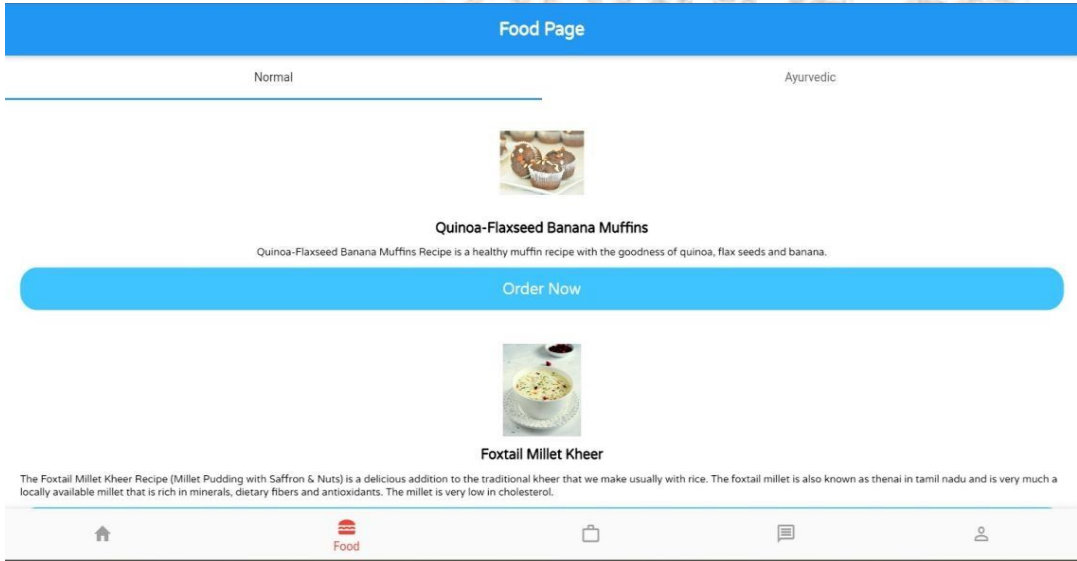 Food Page
Normal
Ayurvedic
Quinoa-Flaxseed Banana Muffins
Quinoa-Flaxseed Banana Muffins Recipe is a healthy muffin recipe with the goodness of quinoa, flax seeds and banana.
Order Now
Foxtail Millet Kheer
The Foxtail Millet Kheer Recipe (Millet Pudding with Saffron & Nuts) is a delicious addition to the traditional kheer that we make usually with rice. The foxtail millet is also known as thenai in tamil nadu and is very much a
locally available millet that is rich in minerals, dietary fibers and antioxidants. The millet is very low in cholesterol.
Food